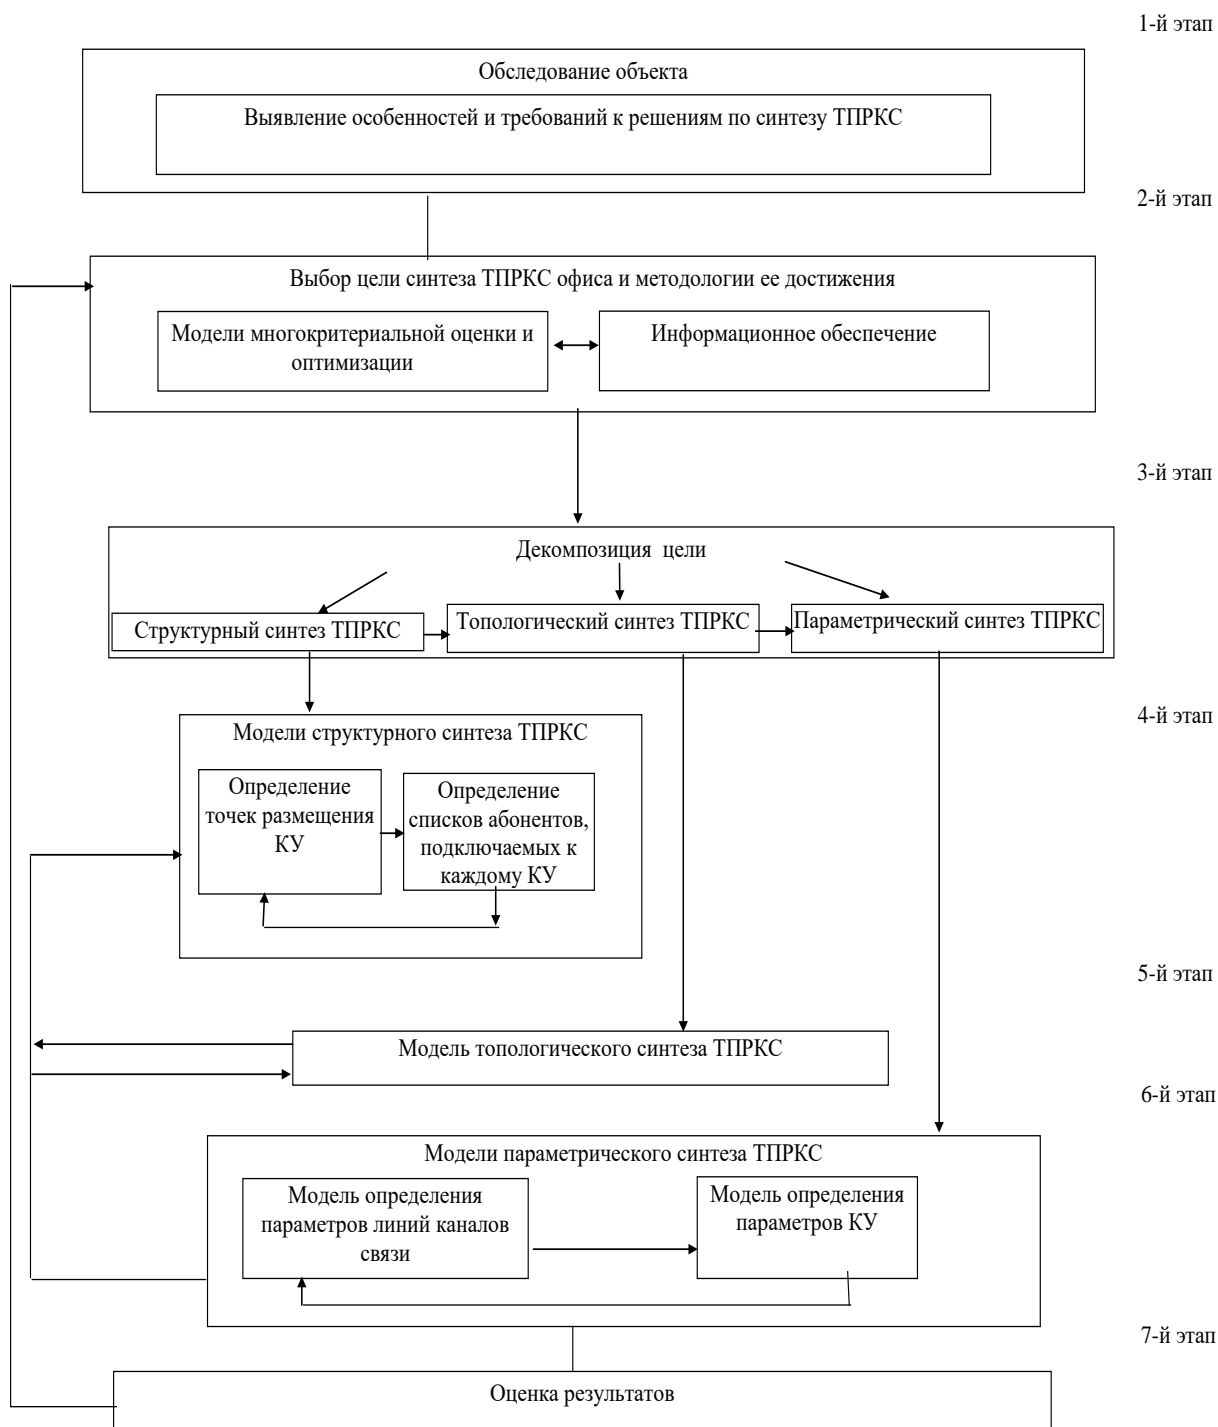 1-й этап
Обследование объекта
Выявление особенностей и требований к решениям по синтезу ТПРКС
2-й этап
Выбор цели синтеза ТПРКС офиса и методологии ее достижения
Модели многокритериальной оценки и
оптимизации
Информационное обеспечение
3-й этап
Декомпозиция цели
Структурный синтез ТПРКС
Топологический синтез ТПРКС
Параметрический синтез ТПРКС
4-й этап
Модели структурного синтеза ТПРКС
Определение
точек размещения
КУ
Определение
списков абонентов,
подключаемых к
каждому КУ
5-й этап
Модель топологического синтеза ТПРКС
6-й этап
Модели параметрического синтеза ТПРКС
Модель определения
параметров линий каналов
связи
Модель определения
параметров КУ
7-й этап
Оценка результатов